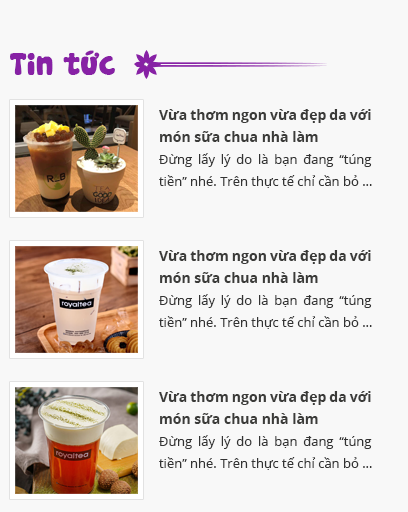 Tin tức
Vừa thơm ngon vừa đẹp da với
món sữa chua nhà làm
Đừng lấy lý do là bạn đang “túng
tiền” nhé. Trên thực tế chỉ cần bỏ ...
R_B
Vừa thơm ngon vừa đẹp da với
món sữa chua nhà làm
Đừng lấy lý do là bạn đang “túng
tiền” nhé. Trên thực tế chỉ cần bỏ ...
royaltea
Vừa thơm ngon vừa đẹp da với
món sữa chua nhà làm
Đừng lấy lý do là bạn đang “túng
tiền” nhé. Trên thực tế chỉ cần bỏ ...
royaltea